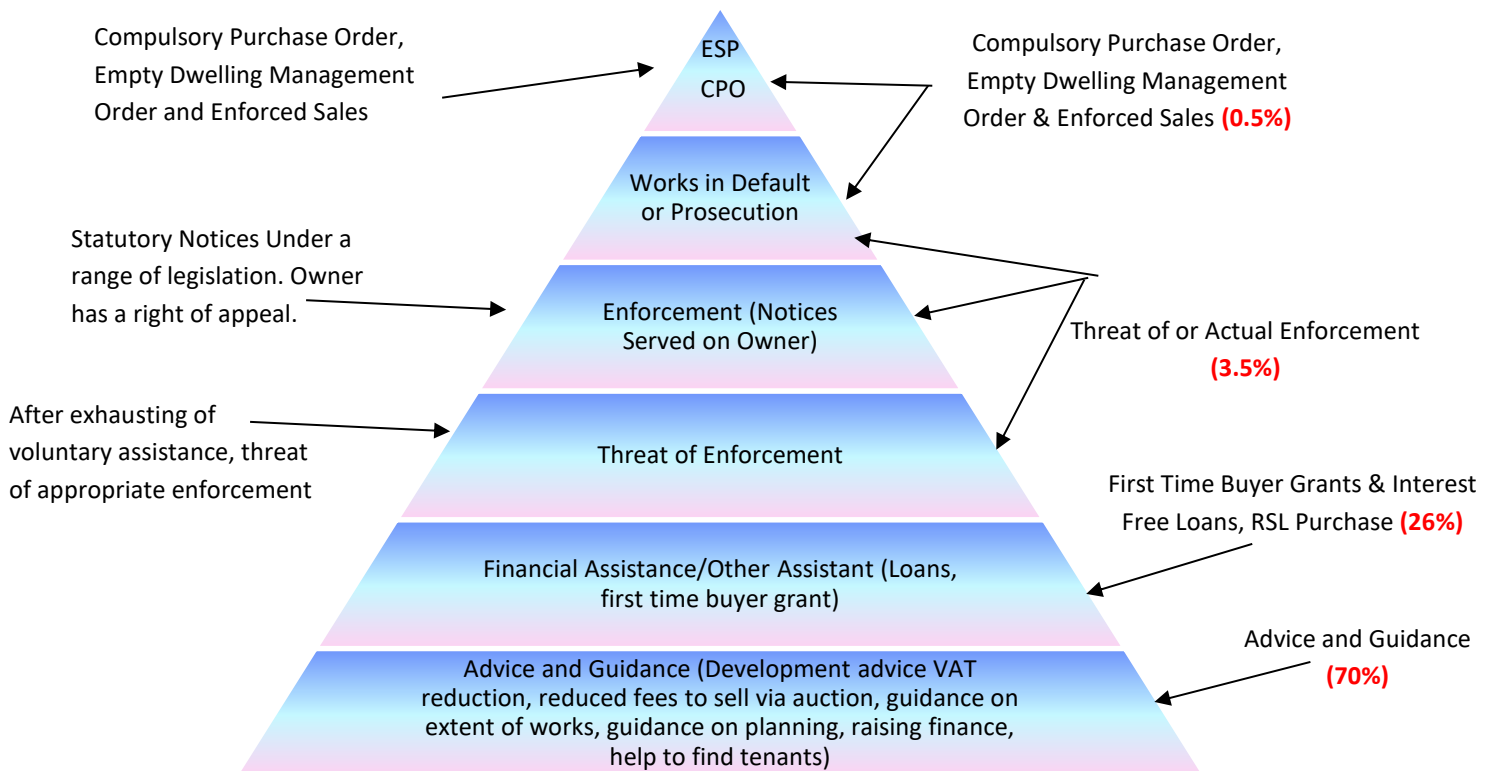 Compulsory Purchase Order,
Empty Dwelling Management
Order and Enforced Sales
ESP
CPO
Compulsory Purchase Order,
Empty Dwelling Management
Order & Enforced Sales (0.5%)
Works in Default
or Prosecution
Statutory Notices Under a
range of legislation. Owner
has a right of appeal.
Enforcement (Notices
Served on Owner)
Threat of or Actual Enforcement
(3.5%)
After exhausting of
voluntary assistance, threat
of appropriate enforcement
Threat of Enforcement
First Time Buyer Grants & Interest
Free Loans, RSL Purchase (26%)
Financial Assistance/Other Assistant (Loans,
first time buyer grant)
Advice and Guidance
(70%)
Advice and Guidance (Development advice VAT
reduction, reduced fees to sell via auction, guidance on
extent of works, guidance on planning, raising finance,
help to find tenants)